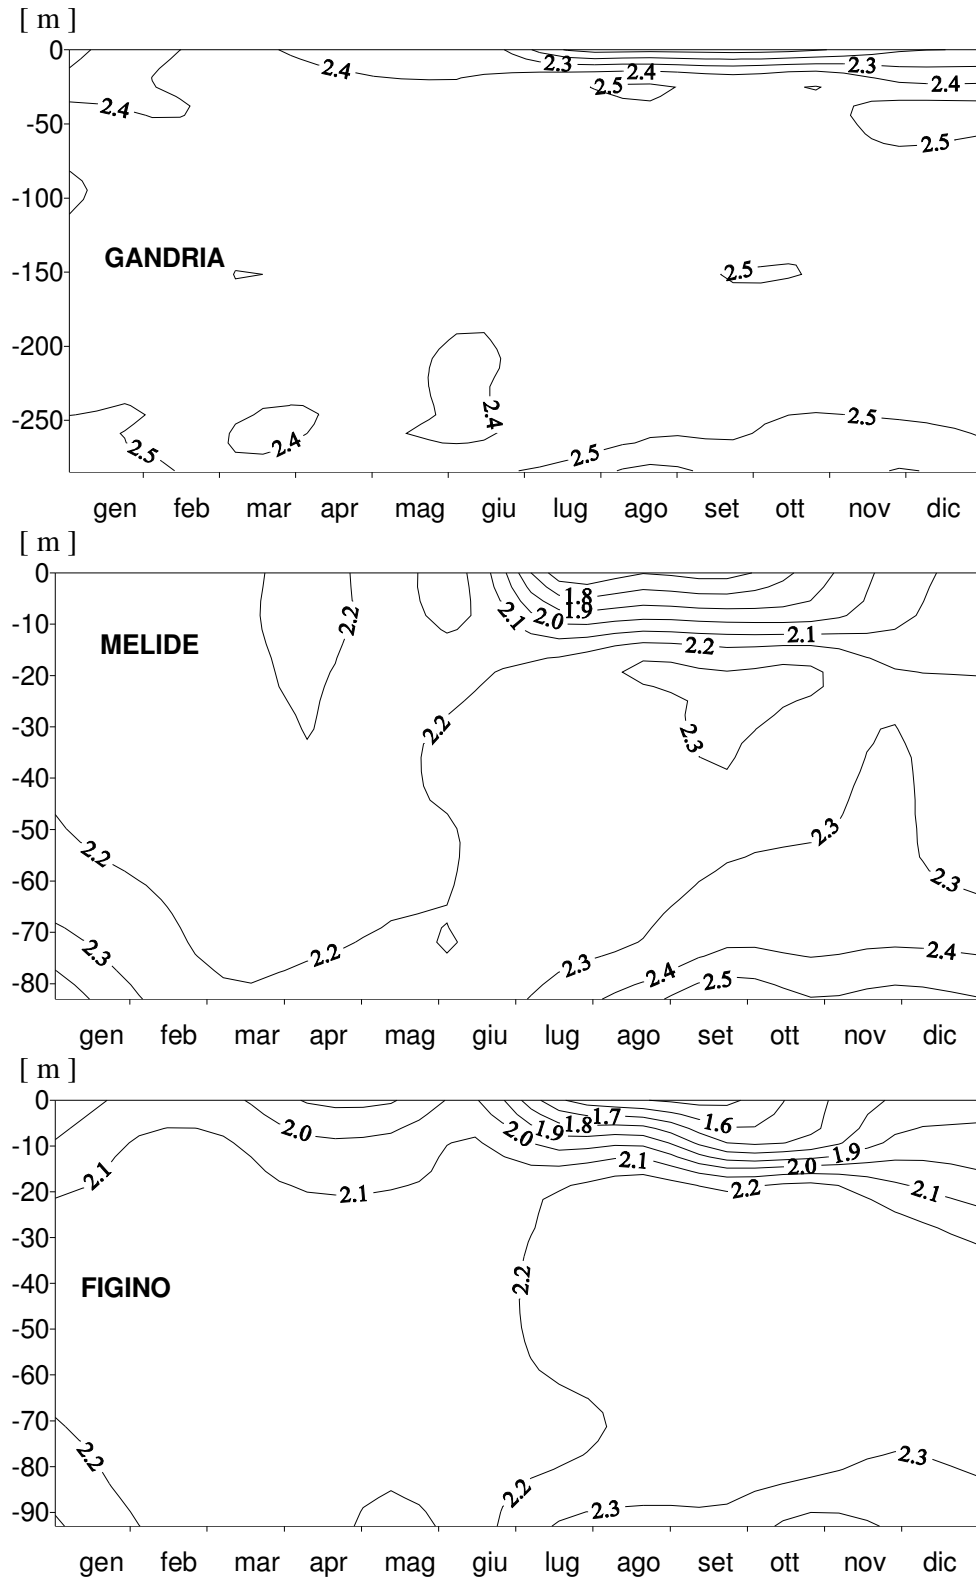 [ m ]
0
2.4 2.3 2.4 2.3
2.5 2.4
2.4
-50
2.5
-100
GANDRIA
-150 2.5
-200
-250 2.4 2.4 2.5
2.5 2.5
gen feb mar apr mag giu lug ago set ott nov dic
[ m ]
0
1.8
2.2 2.1 2.0 1.9
-10 2.1
MELIDE 2.2
-20
-30 2.2 2.3
-40
-50 2.3
2.2
-60 2.3
-70
2.3 2.2 2.3 2.4 2.4
-80 2.5
gen feb mar apr mag giu lug ago set ott nov dic
[ m ]
0
2.0 2.0 1.9 1.8 1.7 1.6
-10 1.9
2.1 2.1 2.0
-20 2.1 2.2 2.1
-30
-40 FIGINO 2.2
-50
-60
-70
2.2 2.3
-80
-90 2.2 2.3
gen feb mar apr mag giu lug ago set ott nov dic